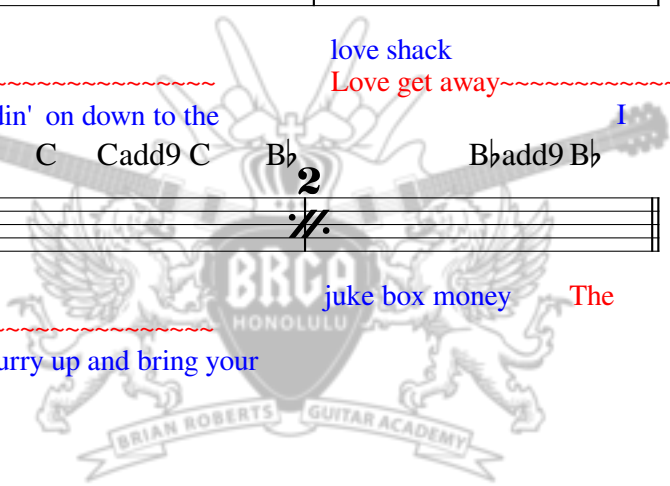 love shack
Love get away~~~~~~~~~~~~
din' on down to the I
C Cadd9 C B♭ B♭add9 B♭
2
BRGA
HONOLULU
juke box money The
urry up and bring your
BRIAN ROBERTS GUITAR ACADEMY